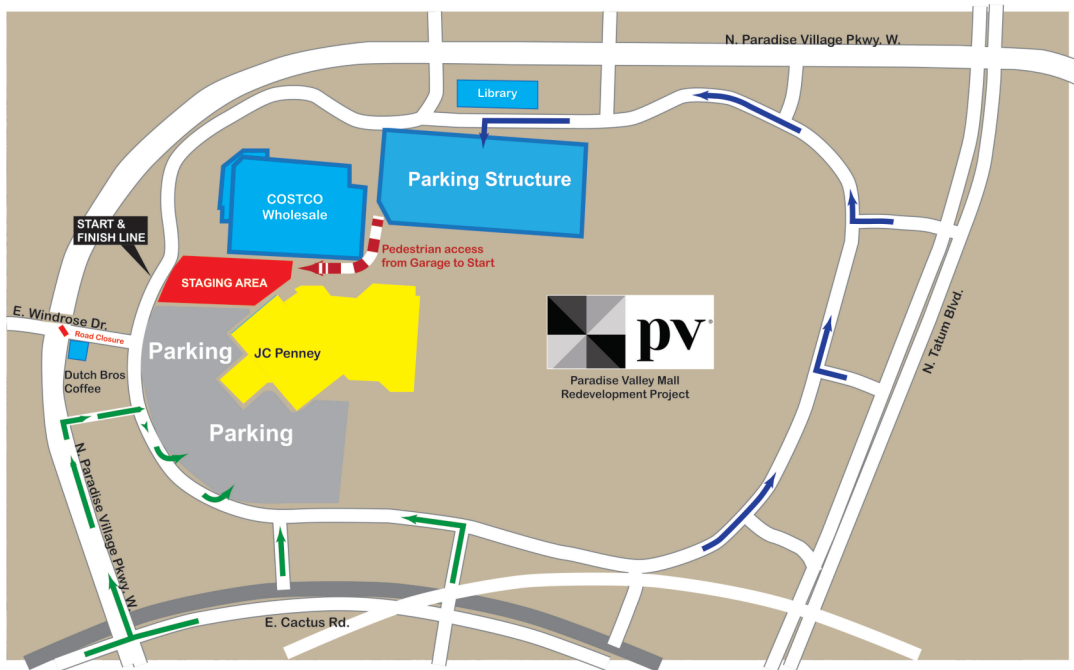 N. Paradise Village Pkwy. W.
Library
Parking Structure
COSTCO
Wholesale
START &
FINISH LINE
Pedestrian access
from Garage to Start
STAGING AREA
E. Windrose Dr.
Road Closure
Parking
JC Penney
Dutch Bros
Coffee
pv
Paradise Valley Mall
Redevelopment Project
N. Tatum Blvd.
Parking
N. Paradise Village Pkwy. W.
E. Cactus Rd.